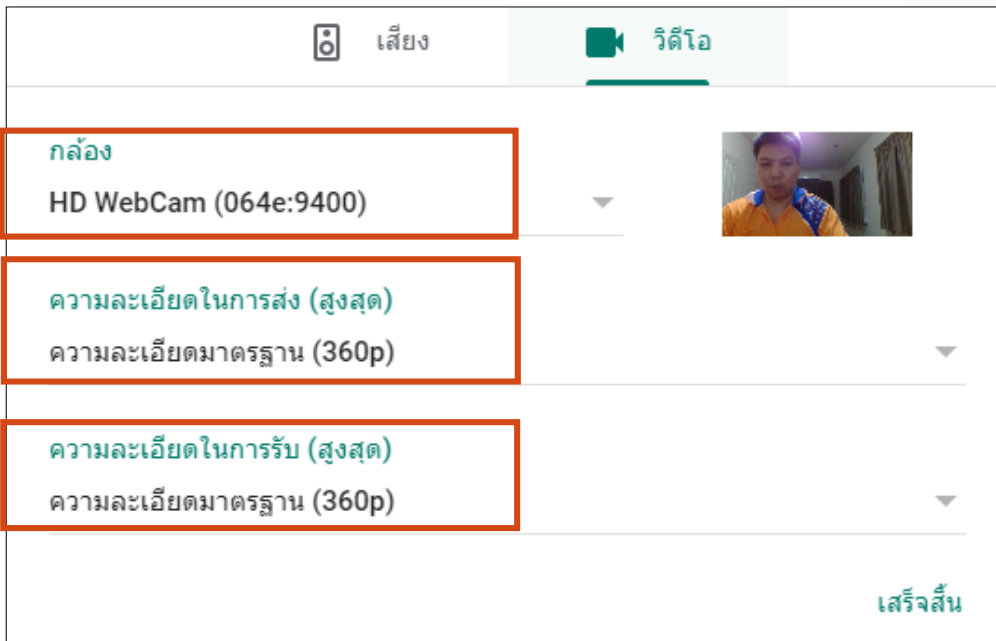 เสียง วิดีโอ
กล้อง
HD WebCam (064e:9400)
ความละเอียดในการส่ง (สูงสุด)
ความละเอียดมาตรฐาน (360p)
ความละเอียดในการรับ (สูงสุด)
ความละเอียดมาตรฐาน (360p)
เสร็จสิ้น